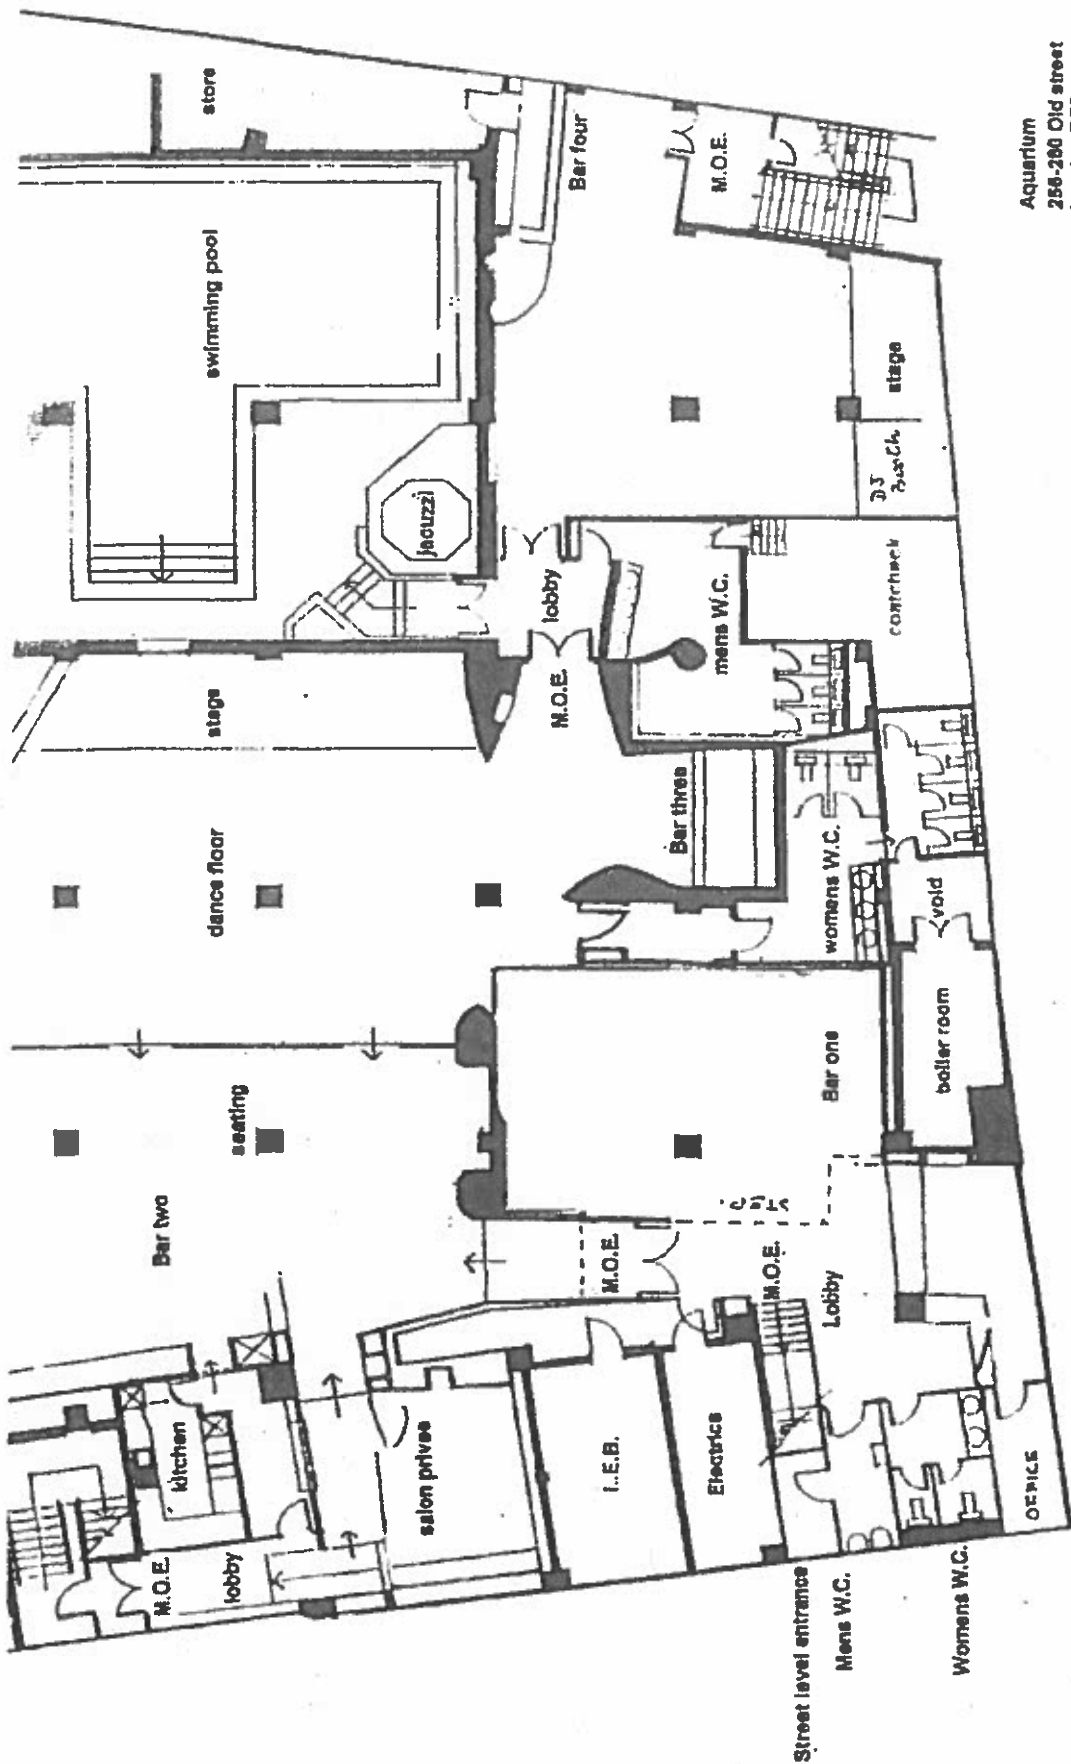 store
swimming pool
Bar four
M.O.E.
Aquarium
256-260 Old street
stage
DJ
jacuzzi
lobby
mens W.C.
stage
M.O.E.
dance floor
Bar three
womens W.C.
void
boiler room
Bar one
seating
Bar two
M.O.E.
M.O.E.
Lobby
kitchen
salon privee
L.E.B.
Electrics
OFFICE
M.O.E.
lobby
Street level entrance
Mens W.C.
Womens W.C.